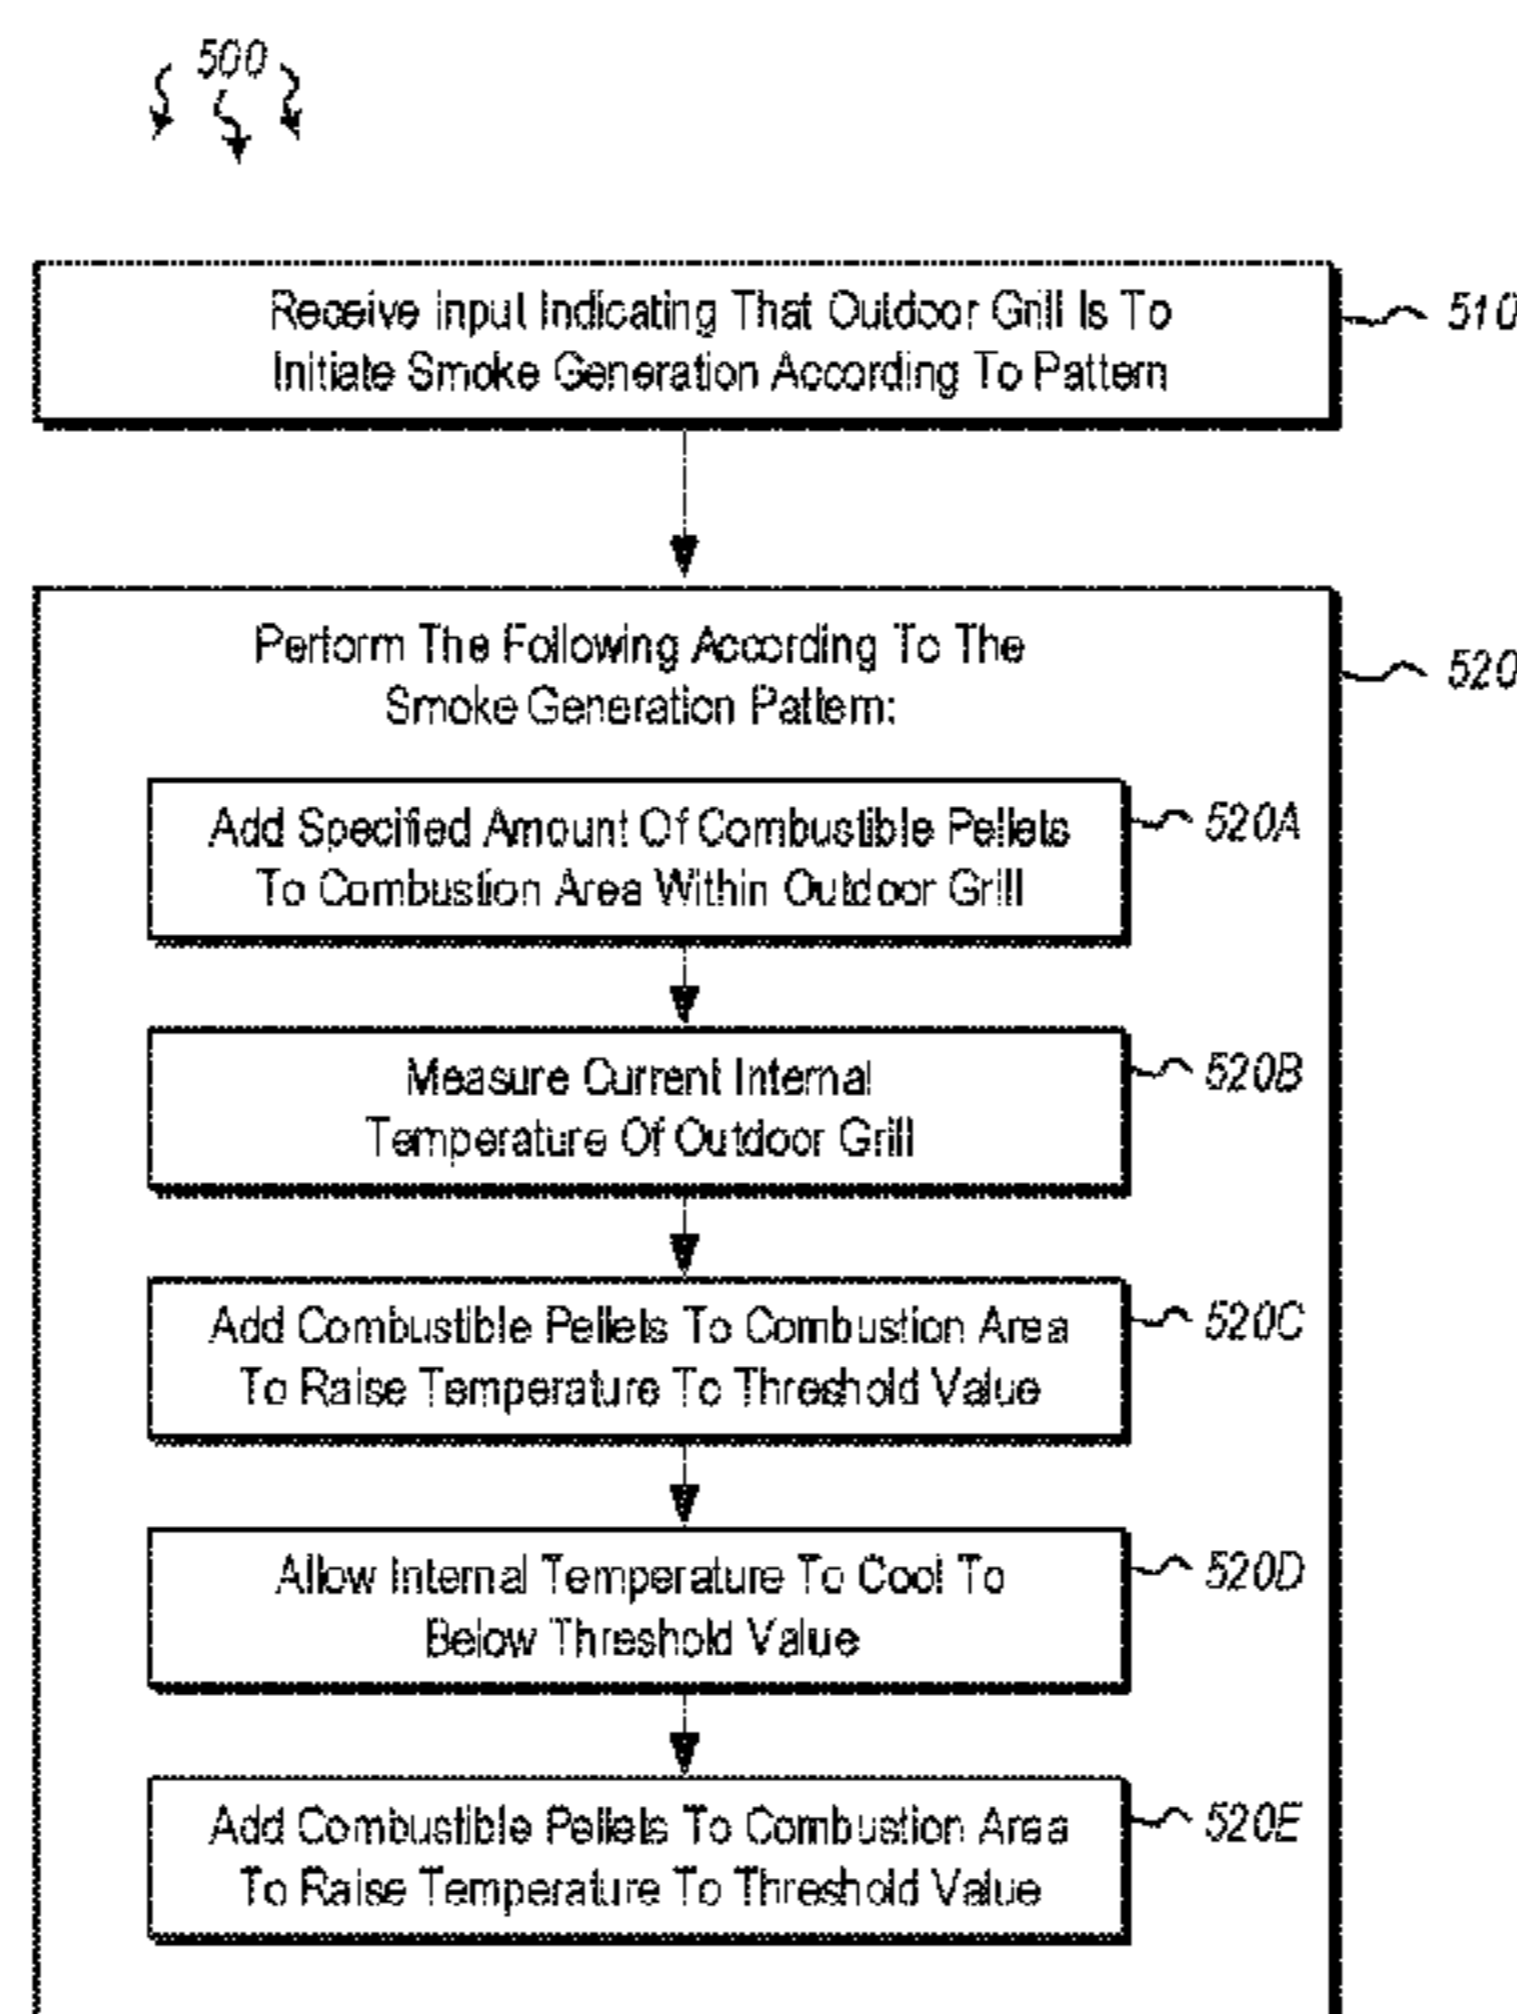 500
Receive Input Indicating That Outdoor Grill Is To
Initiate Smoke Generation According To Pattern
510
Perform The Following According To The
Smoke Generation Pattern:
520
Add Specified Amount Of Combustible Pellets
To Combustion Area Within Outdoor Grill
520A
Measure Current Internal
Temperature Of Outdoor Grill
520B
Add Combustible Pellets To Combustion Area
To Raise Temperature To Threshold Value
520C
Allow Internal Temperature To Cool To
Below Threshold Value
520D
Add Combustible Pellets To Combustion Area
To Raise Temperature To Threshold Value
520E